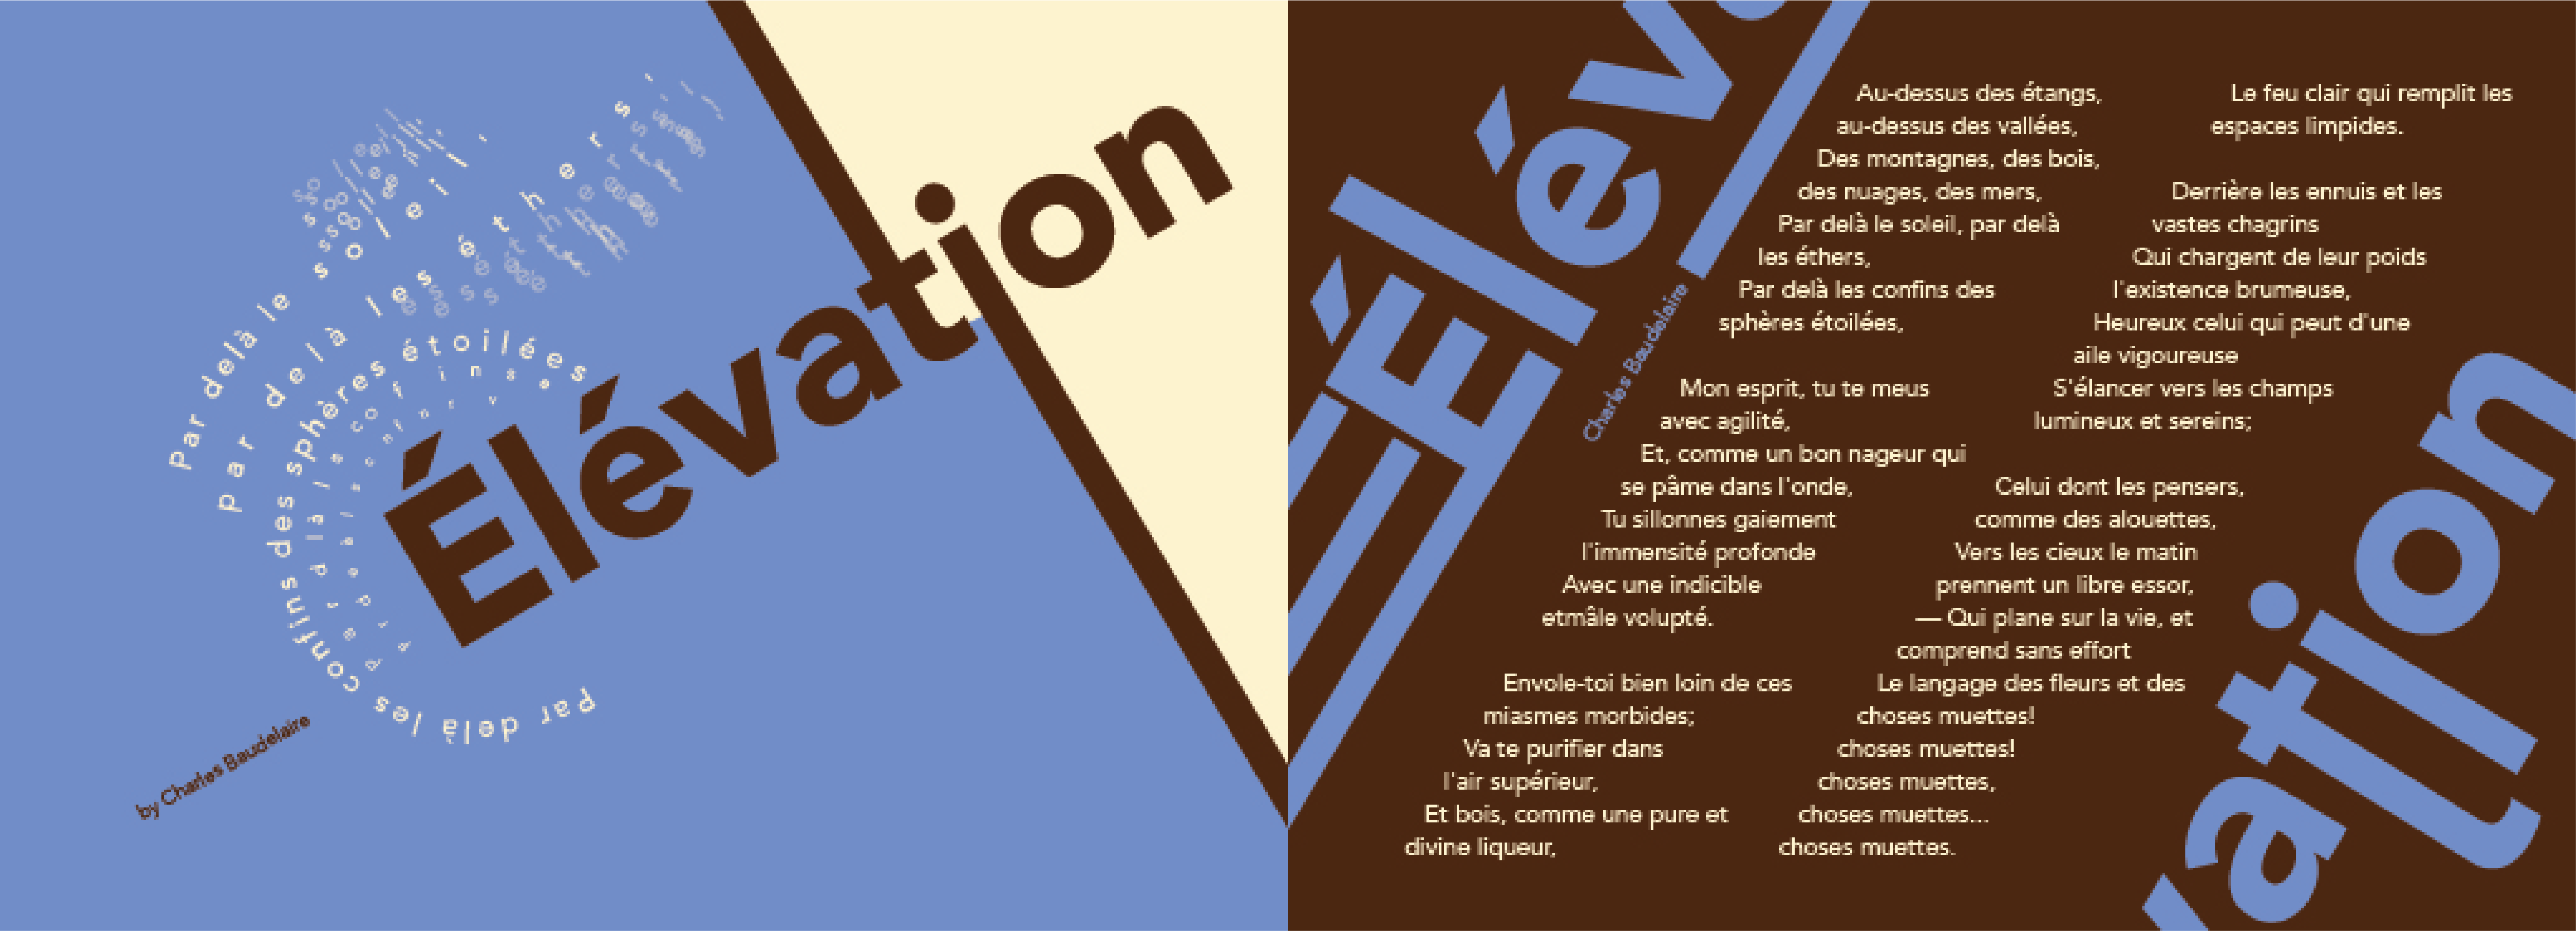 Par delà le soleil
par delà les éthers
Par delà les confins des sphères étoilées
Élévation
by Charles Baudelaire
Élévation
Charles Baudelaire
Au-dessus des étangs,
au-dessus des vallées,
Des montagnes, des bois,
des nuages, des mers,
Par delà le soleil, par delà
les éthers,
Par delà les confins des
sphères étoilées,
Mon esprit, tu te meus
avec agilité,
Et, comme un bon nageur qui
se pâme dans l'onde,
Tu sillonnes gaiement
l'immensité profonde
Avec une indicible
etmâle volupté.
Envole-toi bien loin de ces
miasmes morbides;
Va te purifier dans
l'air supérieur,
Et bois, comme une pure et
divine liqueur,
Le feu clair qui remplit les
espaces limpides.
Derrière les ennuis et les
vastes chagrins
Qui chargent de leur poids
l'existence brumeuse,
Heureux celui qui peut d'une
aile vigoureuse
S'élancer vers les champs
lumineux et sereins;
Celui dont les pensers,
comme des alouettes,
Vers les cieux le matin
prennent un libre essor,
— Qui plane sur la vie, et
comprend sans effort
Le langage des fleurs et des
choses muettes!
choses muettes!
choses muettes,
choses muettes...
choses muettes.